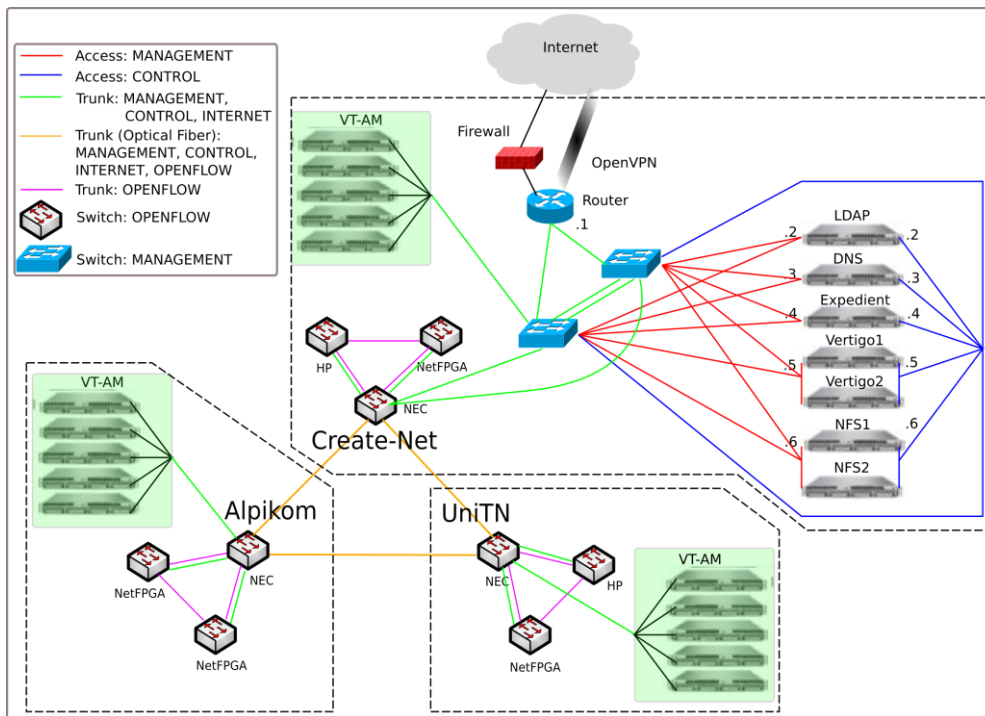 Access: MANAGEMENT
Access: CONTROL
Trunk: MANAGEMENT,
CONTROL, INTERNET
Trunk (Optical Fiber):
MANAGEMENT, CONTROL,
INTERNET, OPENFLOW
Trunk: OPENFLOW
Switch: OPENFLOW
Switch: MANAGEMENT
Internet
Firewall
OpenVPN
Router
.1
VT-AM
LDAP
.2
.2
DNS
.3
.3
Expedient
.4
.4
Vertigo1
.5
.5
Vertigo2
NFS1
.6
.6
NFS2
HP
NetFPGA
NEC
Create-Net
VT-AM
Alpikom
NEC
NetFPGA
NetFPGA
UniTN
NEC
HP
NetFPGA
VT-AM